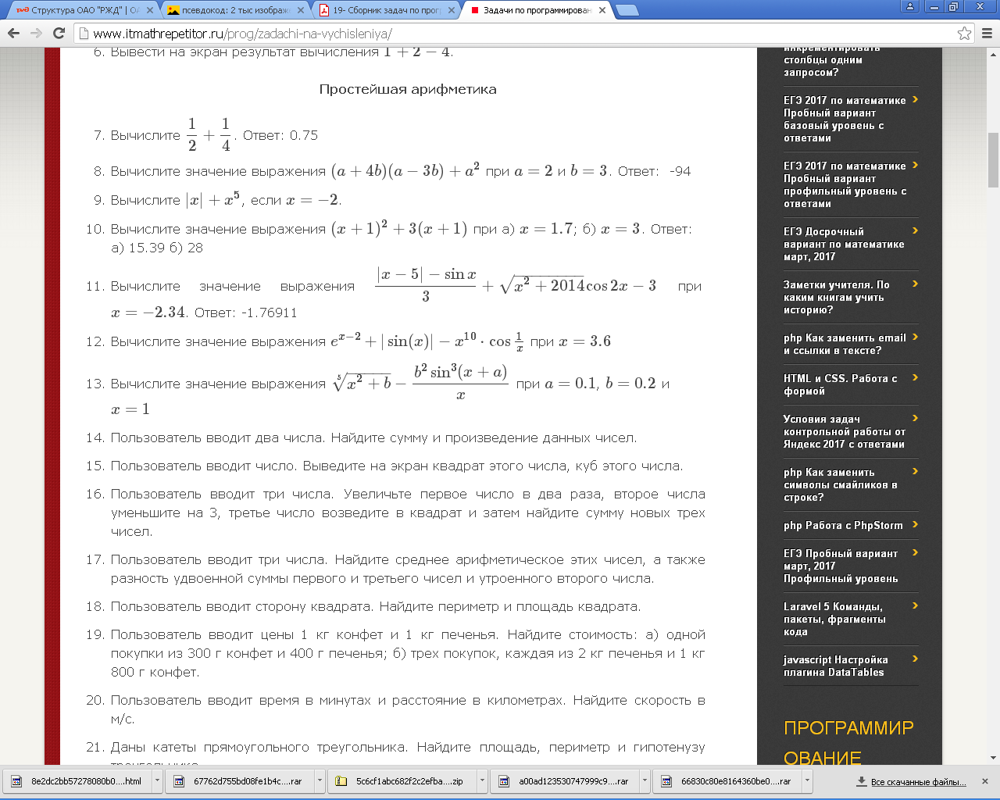 Структура ОАО "РЖД" | ОА
псевдокод: 2 тыс изображ
19- Сборник задач по прог
Задачи по программирован
www.itmathrepetitor.ru/prog/zadachi-na-vychisleniya/
6. Вывести на экран результат вычисления 1 + 2 − 4.
Простейшая арифметика
7. Вычислите 1/2 + 1/4. Ответ: 0.75
8. Вычислите значение выражения (a + 4b)(a − 3b) + a² при a = 2 и b = 3. Ответ: -94
9. Вычислите |x| + x⁵, если x = −2.
10. Вычислите значение выражения (x + 1)² + 3(x + 1) при а) x = 1.7; б) x = 3. Ответ:
а) 15.39 б) 28
11. Вычислите значение выражения (|x − 5| − sin x)/3 + √(x² + 2014) cos 2x − 3 при
x = −2.34. Ответ: -1.76911
12. Вычислите значение выражения e^(x−2) + | sin(x)| − x¹⁰ · cos 1/x при x = 3.6
13. Вычислите значение выражения ⁵√(x² + b) − (b² sin³(x + a))/x при a = 0.1, b = 0.2 и
x = 1
14. Пользователь вводит два числа. Найдите сумму и произведение данных чисел.
15. Пользователь вводит число. Выведите на экран квадрат этого числа, куб этого числа.
16. Пользователь вводит три числа. Увеличьте первое число в два раза, второе числа
уменьшите на 3, третье число возведите в квадрат и затем найдите сумму новых трех
чисел.
17. Пользователь вводит три числа. Найдите среднее арифметическое этих чисел, а также
разность удвоенной суммы первого и третьего чисел и утроенного второго числа.
18. Пользователь вводит сторону квадрата. Найдите периметр и площадь квадрата.
19. Пользователь вводит цены 1 кг конфет и 1 кг печенья. Найдите стоимость: а) одной
покупки из 300 г конфет и 400 г печенья; б) трех покупок, каждая из 2 кг печенья и 1 кг
800 г конфет.
20. Пользователь вводит время в минутах и расстояние в километрах. Найдите скорость в
м/с.
21. Даны катеты прямоугольного треугольника. Найдите площадь, периметр и гипотенузу
треугольника.
инкрементировать
столбцы одним
запросом?
ЕГЭ 2017 по математике
Пробный вариант
базовый уровень с
ответами
ЕГЭ 2017 по математике
Пробный вариант
профильный уровень с
ответами
ЕГЭ Досрочный
вариант по математике
март, 2017
Заметки учителя. По
каким книгам учить
историю?
php Как заменить email
и ссылки в тексте?
HTML и CSS. Работа с
формой
Условия задач
контрольной работы от
Яндекс 2017 с ответами
php Как заменить
символы смайликов в
строке?
php Работа с PhpStorm
ЕГЭ Пробный вариант
март, 2017
Профильный уровень
Laravel 5 Команды,
пакеты, фрагменты
кода
javascript Настройка
плагина DataTables
ПРОГРАММИР
ОВАНИЕ
8e2dc2bb57278080b0....html
67762d755bd08fe1b4c....rar
5c6cf1abc682f2c2efba....zip
a00ad123530747999c9....rar
66830c80e8164360be0....rar
Все скачанные файлы...